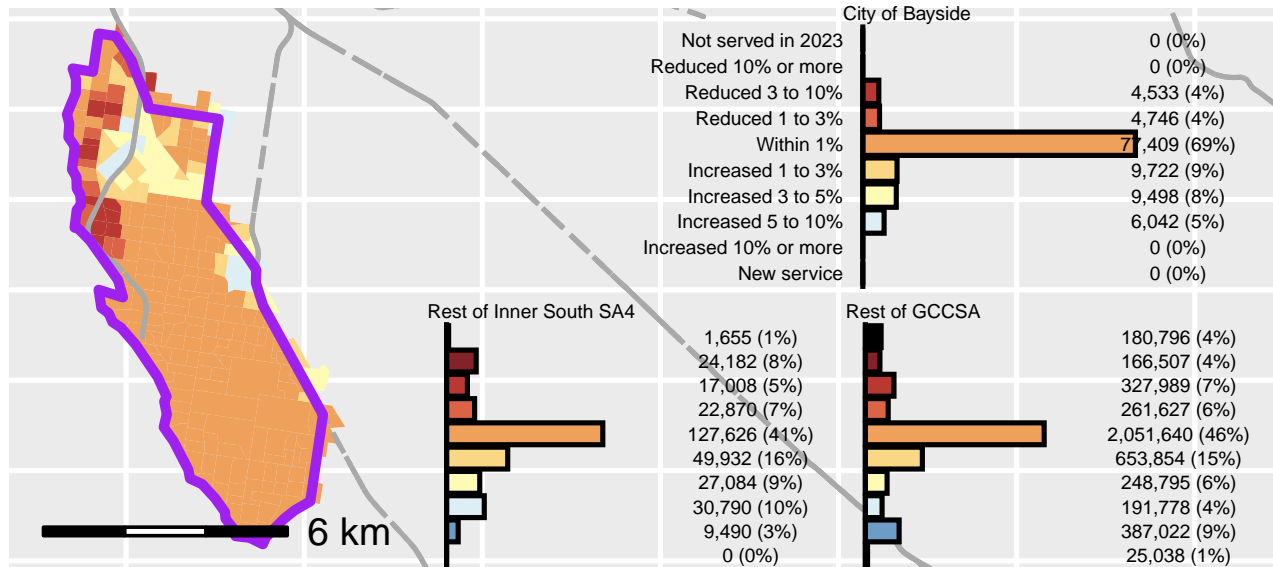 City of Bayside
Not served in 2023 0 (0%)
Reduced 10% or more 0 (0%)
Reduced 3 to 10% 4,533 (4%)
Reduced 1 to 3% 4,746 (4%)
Within 1% 77,409 (69%)
Increased 1 to 3% 9,722 (9%)
Increased 3 to 5% 9,498 (8%)
Increased 5 to 10% 6,042 (5%)
Increased 10% or more 0 (0%)
New service 0 (0%)
Rest of Inner South SA4
1,655 (1%)
24,182 (8%)
17,008 (5%)
22,870 (7%)
127,626 (41%)
49,932 (16%)
27,084 (9%)
30,790 (10%)
9,490 (3%)
0 (0%)
Rest of GCCSA
180,796 (4%)
166,507 (4%)
327,989 (7%)
261,627 (6%)
2,051,640 (46%)
653,854 (15%)
248,795 (6%)
191,778 (4%)
387,022 (9%)
25,038 (1%)
6 km